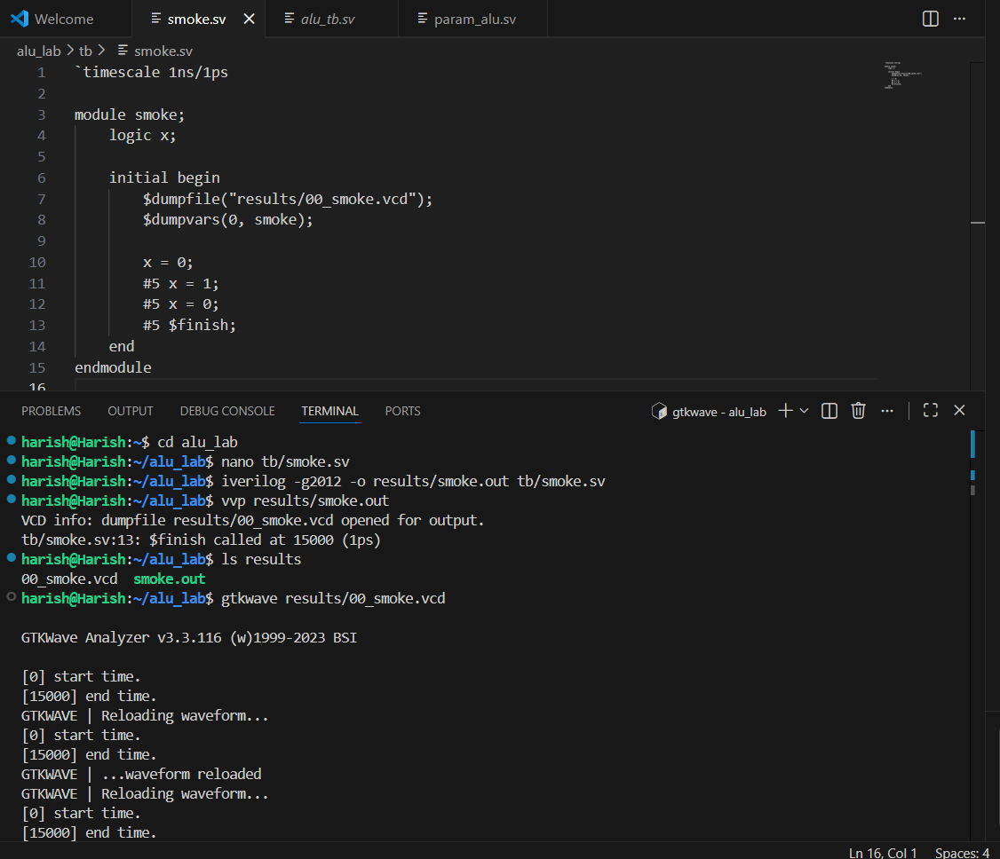 Welcome
smoke.sv
alu_tb.sv
param_alu.sv
alu_lab > tb > smoke.sv
1 `timescale 1ns/1ps
2
3 module smoke;
4     logic x;
5
6     initial begin
7         $dumpfile("results/00_smoke.vcd");
8         $dumpvars(0, smoke);
9
10         x = 0;
11         #5 x = 1;
12         #5 x = 0;
13         #5 $finish;
14     end
15 endmodule
16
PROBLEMS OUTPUT DEBUG CONSOLE TERMINAL PORTS gtkwave - alu_lab
harish@Harish:~$ cd alu_lab
harish@Harish:~/alu_lab$ nano tb/smoke.sv
harish@Harish:~/alu_lab$ iverilog -g2012 -o results/smoke.out tb/smoke.sv
harish@Harish:~/alu_lab$ vvp results/smoke.out
VCD info: dumpfile results/00_smoke.vcd opened for output.
tb/smoke.sv:13: $finish called at 15000 (1ps)
harish@Harish:~/alu_lab$ ls results
00_smoke.vcd  smoke.out
harish@Harish:~/alu_lab$ gtkwave results/00_smoke.vcd
GTKWave Analyzer v3.3.116 (w)1999-2023 BSI
[0] start time.
[15000] end time.
GTKWAVE | Reloading waveform...
[0] start time.
[15000] end time.
GTKWAVE | ...waveform reloaded
GTKWAVE | Reloading waveform...
[0] start time.
[15000] end time.
Ln 16, Col 1 Spaces: 4